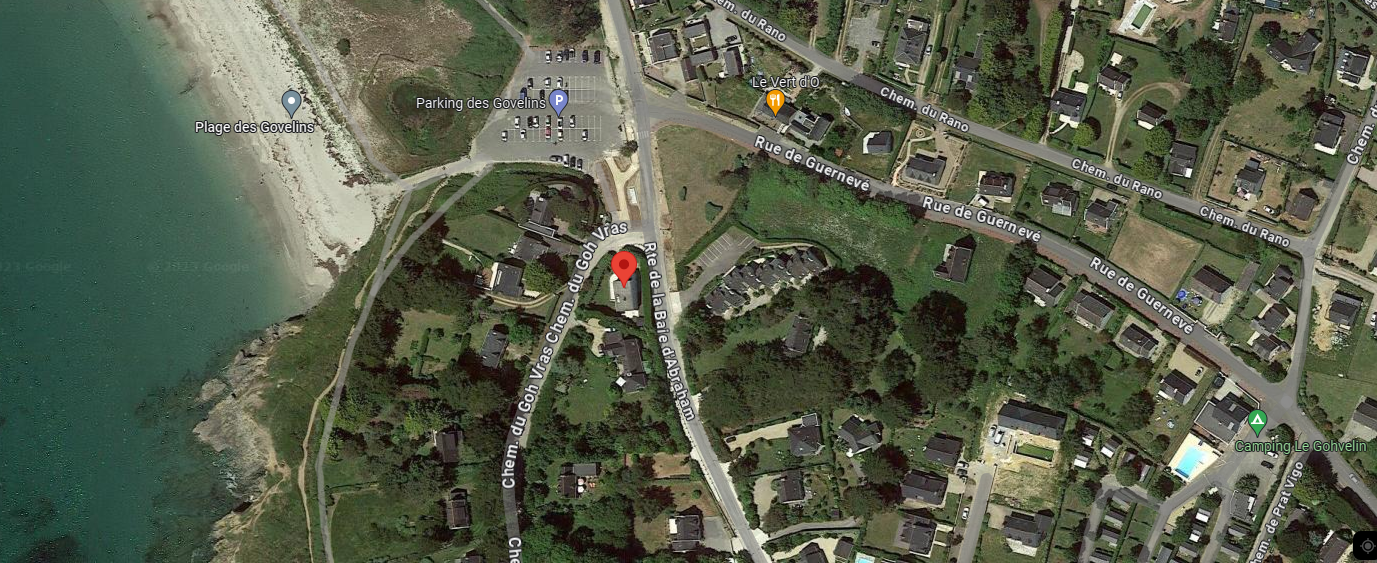 Chem. du Rano
Le Vert d'O
Parking des Govelins
P
Plage des Govelins
Chem. du Rano
Rue de Guernevé
Chem. du Rano
Rue de Guernevé
Chem. du Rano
Chem. d
Chem. du Goh Vras
Rte de la Baie d'Abraham
Rue de Guernevé
Chem. du Goh Vras
Camping Le Gohvelin
Chem. de Prat Vigo
Che